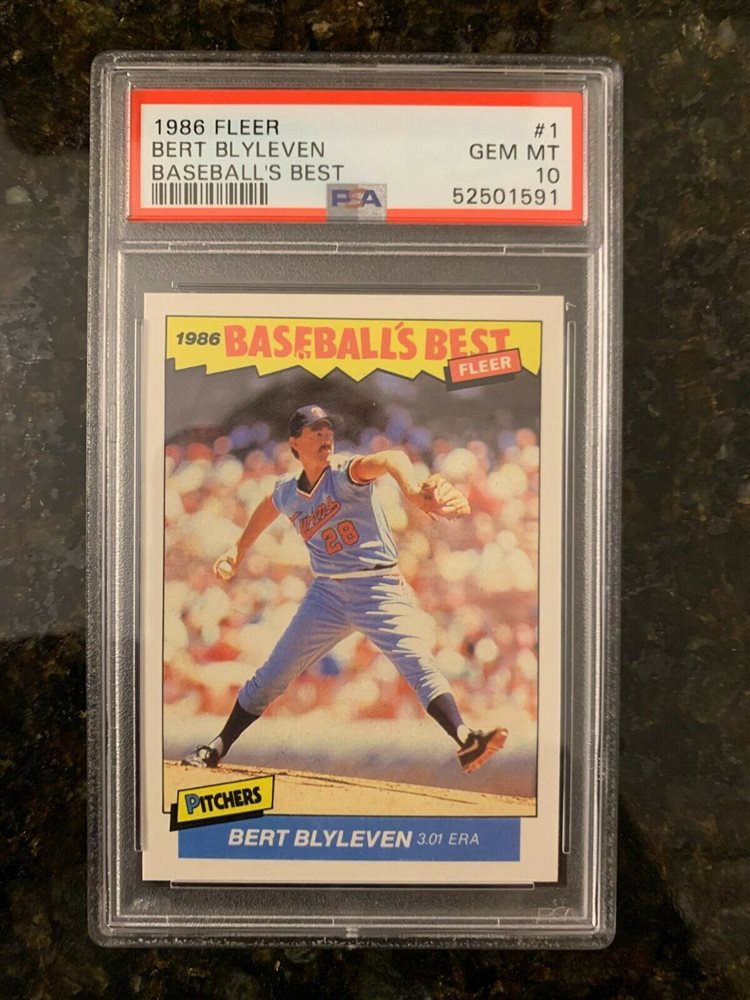 1986 FLEER #1
BERT BLYLEVEN GEM MT
BASEBALL'S BEST 10
PSA 52501591
1986 BASEBALL'S BEST
FLEER
Twins
28
PITCHERS
BERT BLYLEVEN 3.01 ERA
PSA